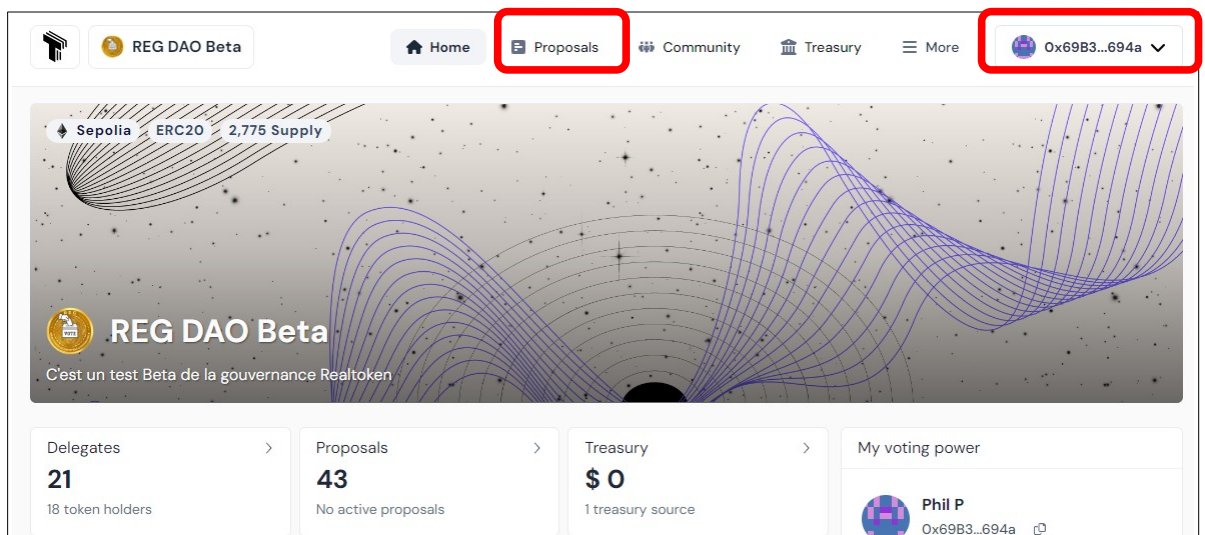 REG DAO Beta
Home
Proposals
Community
Treasury
More
0x69B3...694a
Sepolia
ERC20
2,775 Supply
VOTE
REG DAO Beta
C'est un test Beta de la gouvernance Realtoken
Delegates
21
18 token holders
Proposals
43
No active proposals
Treasury
$ 0
1 treasury source
My voting power
Phil P
0x69B3...694a